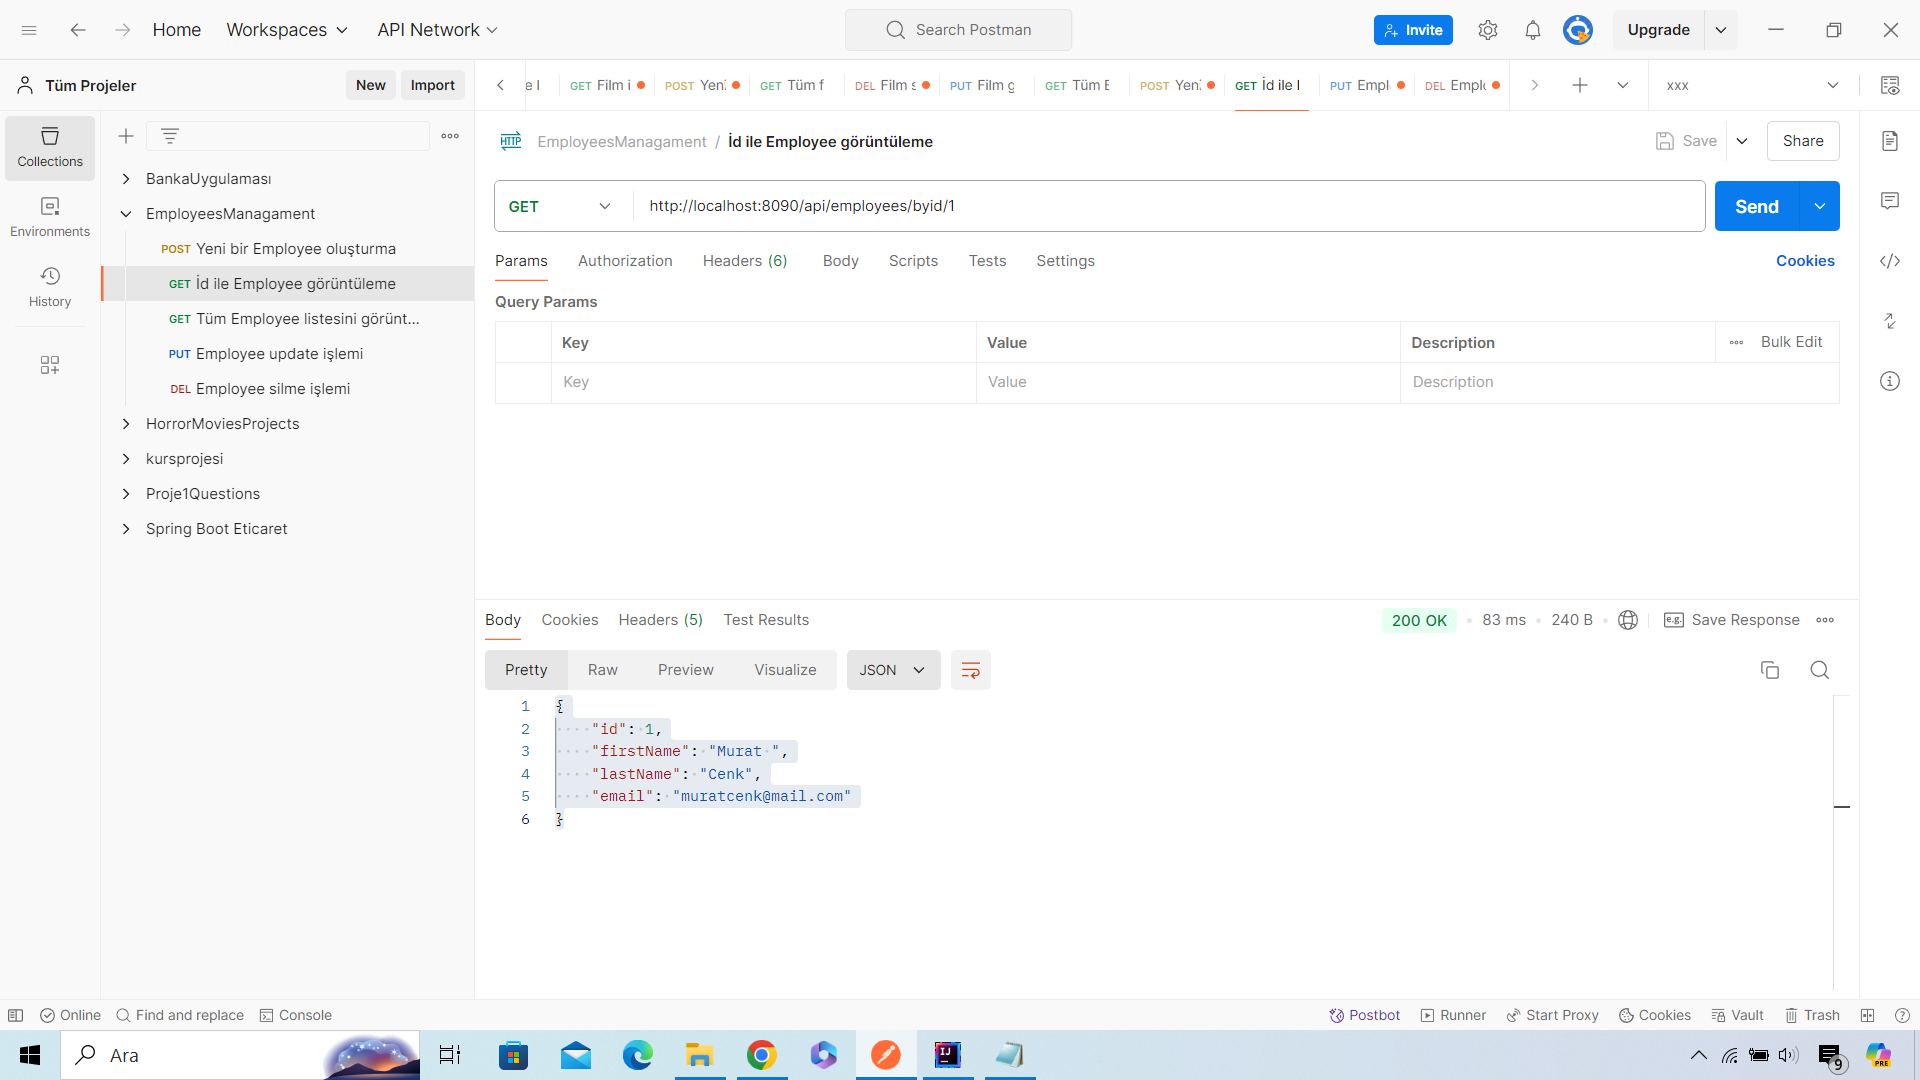 Home
Workspaces
API Network
Search Postman
Invite
Upgrade
Tüm Projeler
New
Import
e I
GET Film i
POST Yeni
GET Tüm f
DEL Film s
PUT Film g
GET Tüm E
POST Yeni
GET İd ile I
PUT Empl
DEL Emplo
xxx
Collections
Environments
History
BankaUygulaması
EmployeesManagament
POST Yeni bir Employee oluşturma
GET İd ile Employee görüntüleme
GET Tüm Employee listesini görünt...
PUT Employee update işlemi
DEL Employee silme işlemi
HorrorMoviesProjects
kursprojesi
Proje1Questions
Spring Boot Eticaret
HTTP EmployeesManagament / İd ile Employee görüntüleme
Save
Share
GET
http://localhost:8090/api/employees/byid/1
Send
Params
Authorization
Headers (6)
Body
Scripts
Tests
Settings
Cookies
Query Params
Key Value Description Bulk Edit
Key Value Description
Body
Cookies
Headers (5)
Test Results
200 OK
83 ms
240 B
e.g. Save Response
Pretty
Raw
Preview
Visualize
JSON
1 {
2 "id": 1,
3 "firstName": "Murat ",
4 "lastName": "Cenk",
5 "email": "muratcenk@mail.com"
6 }
Online
Find and replace
Console
Postbot
Runner
Start Proxy
Cookies
Vault
Trash
Ara
IJ
9
PRE